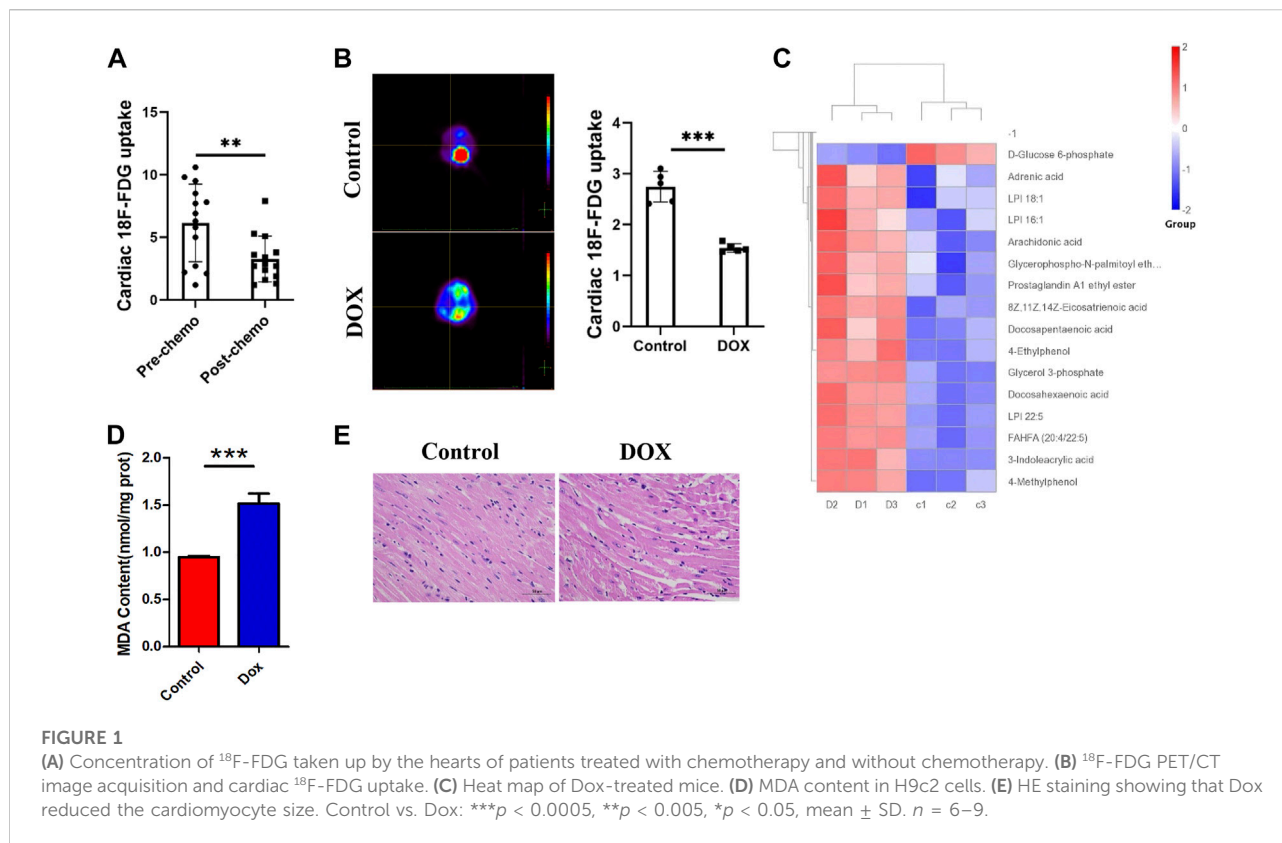 A
Cardiac 18F-FDG uptake
15
10
5
0
**
Pre-chemo
Post-chemo
B
Control
DOX
Cardiac 18F-FDG uptake
4
3
2
1
0
***
Control
DOX
C
2
1
0
-1
-2
Group
-1
D-Glucose 6-phosphate
Adrenic acid
LPI 18:1
LPI 16:1
Arachidonic acid
Glycerophospho-N-palmitoyl eth...
Prostaglandin A1 ethyl ester
8Z,11Z,14Z-Eicosatrienoic acid
Docosapentaenoic acid
4-Ethylphenol
Glycerol 3-phosphate
Docosahexaenoic acid
LPI 22:5
FAHFA (20:4/22:5)
3-Indoleacrylic acid
4-Methylphenol
D2 D1 D3 c1 c2 c3
D
MDA Content(nmol/mg prot)
2.0
1.5
1.0
0.5
0.0
***
Control
Dox
E
Control DOX
FIGURE 1
(A) Concentration of ¹⁸F-FDG taken up by the hearts of patients treated with chemotherapy and without chemotherapy. (B) ¹⁸F-FDG PET/CT
image acquisition and cardiac ¹⁸F-FDG uptake. (C) Heat map of Dox-treated mice. (D) MDA content in H9c2 cells. (E) HE staining showing that Dox
reduced the cardiomyocyte size. Control vs. Dox: ***p < 0.0005, **p < 0.005, *p < 0.05, mean ± SD. n = 6–9.